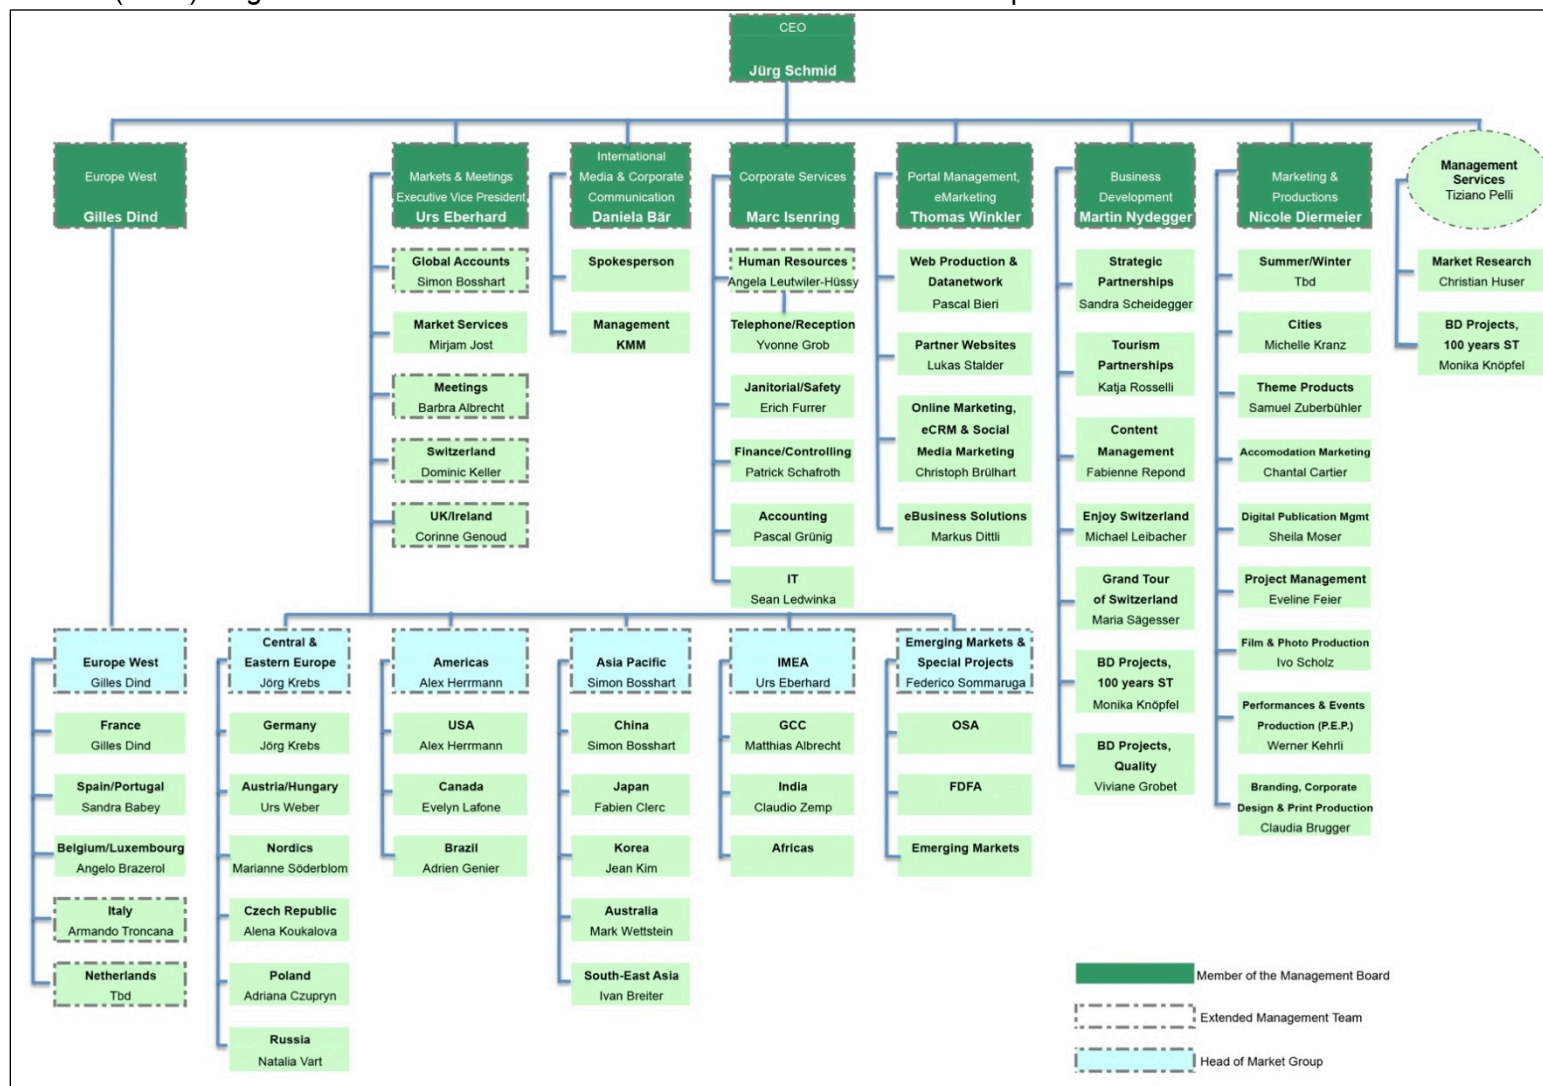 CEO
Jürg Schmid
Europe West
Gilles Dind
Markets & Meetings
Executive Vice President
Urs Eberhard
International
Media & Corporate
Communication
Daniela Bär
Corporate Services
Marc Isenring
Portal Management,
eMarketing
Thomas Winkler
Business
Development
Martin Nydegger
Marketing &
Productions
Nicole Diermeier
Management
Services
Tiziano Pelli
Global Accounts
Simon Bosshart
Market Services
Mirjam Jost
Meetings
Barbra Albrecht
Switzerland
Dominic Keller
UK/Ireland
Corinne Genoud
Spokesperson
Management
KMM
Human Resources
Angela Leutwiler-Hüssy
Telephone/Reception
Yvonne Grob
Janitorial/Safety
Erich Furrer
Finance/Controlling
Patrick Schafroth
Accounting
Pascal Grünig
IT
Sean Ledwinka
Web Production &
Datanetwork
Pascal Bieri
Partner Websites
Lukas Stalder
Online Marketing,
eCRM & Social
Media Marketing
Christoph Brülhart
eBusiness Solutions
Markus Dittli
Strategic
Partnerships
Sandra Scheidegger
Tourism
Partnerships
Katja Rosselli
Content
Management
Fabienne Repond
Enjoy Switzerland
Michael Leibacher
Grand Tour
of Switzerland
Maria Sägesser
BD Projects,
100 years ST
Monika Knöpfel
BD Projects,
Quality
Viviane Grobet
Summer/Winter
Tbd
Cities
Michelle Kranz
Theme Products
Samuel Zuberbühler
Accomodation Marketing
Chantal Cartier
Digital Publication Mgmt
Sheila Moser
Project Management
Eveline Feier
Film & Photo Production
Ivo Scholz
Performances & Events
Production (P.E.P.)
Werner Kehrli
Branding, Corporate
Design & Print Production
Claudia Brugger
Market Research
Christian Huser
BD Projects,
100 years ST
Monika Knöpfel
Europe West
Gilles Dind
France
Gilles Dind
Spain/Portugal
Sandra Babey
Belgium/Luxembourg
Angelo Brazerol
Italy
Armando Troncana
Netherlands
Tbd
Central &
Eastern Europe
Jörg Krebs
Germany
Jörg Krebs
Austria/Hungary
Urs Weber
Nordics
Marianne Söderblom
Czech Republic
Alena Koukalova
Poland
Adriana Czupryn
Russia
Natalia Vart
Americas
Alex Herrmann
USA
Alex Herrmann
Canada
Evelyn Lafone
Brazil
Adrien Genier
Asia Pacific
Simon Bosshart
China
Simon Bosshart
Japan
Fabien Clerc
Korea
Jean Kim
Australia
Mark Wettstein
South-East Asia
Ivan Breiter
IMEA
Urs Eberhard
GCC
Matthias Albrecht
India
Claudio Zemp
Africas
Emerging Markets &
Special Projects
Federico Sommaruga
OSA
FDFA
Emerging Markets
Member of the Management Board
Extended Management Team
Head of Market Group